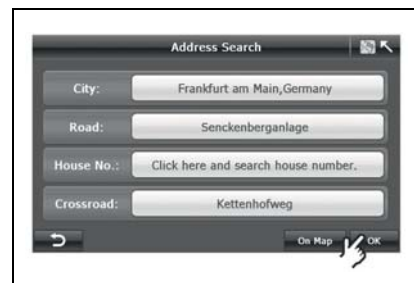 Address Search
City: Frankfurt am Main,Germany
Road: Senckenberganlage
House No.: Click here and search house number.
Crossroad: Kettenhofweg
On Map OK